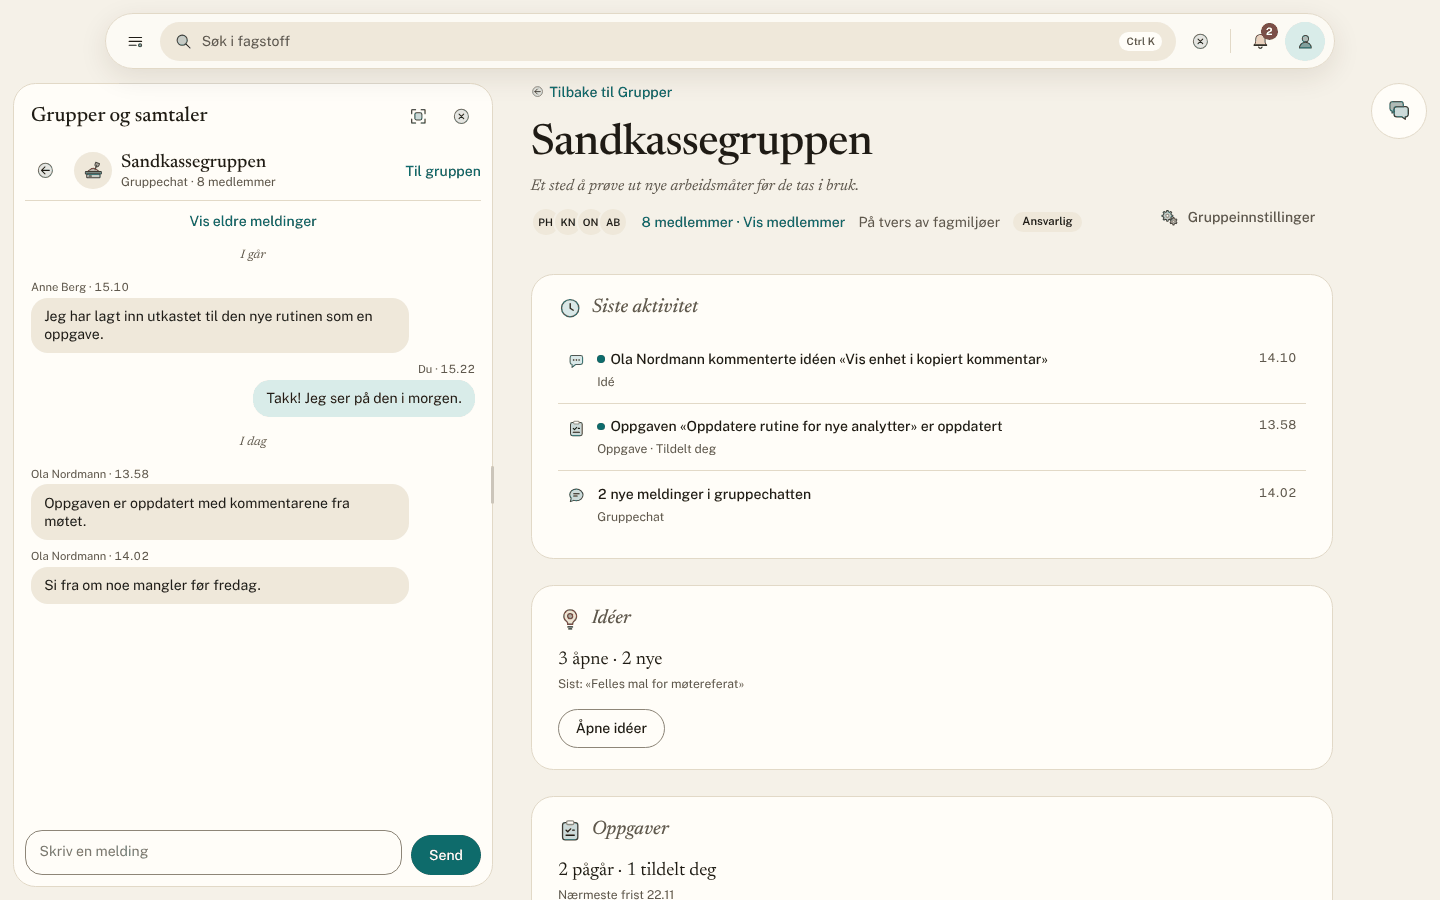 Søk i fagstoff
Ctrl K
2
Grupper og samtaler
Sandkassegruppen
Gruppechat · 8 medlemmer
Til gruppen
Vis eldre meldinger
I går
Anne Berg · 15.10
Jeg har lagt inn utkastet til den nye rutinen som en
oppgave.
Du · 15.22
Takk! Jeg ser på den i morgen.
I dag
Ola Nordmann · 13.58
Oppgaven er oppdatert med kommentarene fra
møtet.
Ola Nordmann · 14.02
Si fra om noe mangler før fredag.
Skriv en melding
Send
Tilbake til Grupper
Sandkassegruppen
Et sted å prøve ut nye arbeidsmåter før de tas i bruk.
PH KN ON AB
8 medlemmer · Vis medlemmer
På tvers av fagmiljøer
Ansvarlig
Gruppeinnstillinger
Siste aktivitet
Ola Nordmann kommenterte idéen «Vis enhet i kopiert kommentar»
14.10
Idé
Oppgaven «Oppdatere rutine for nye analytter» er oppdatert
13.58
Oppgave · Tildelt deg
2 nye meldinger i gruppechatten
14.02
Gruppechat
Idéer
3 åpne · 2 nye
Sist: «Felles mal for møtereferat»
Åpne idéer
Oppgaver
2 pågår · 1 tildelt deg
Nærmeste frist 22.11